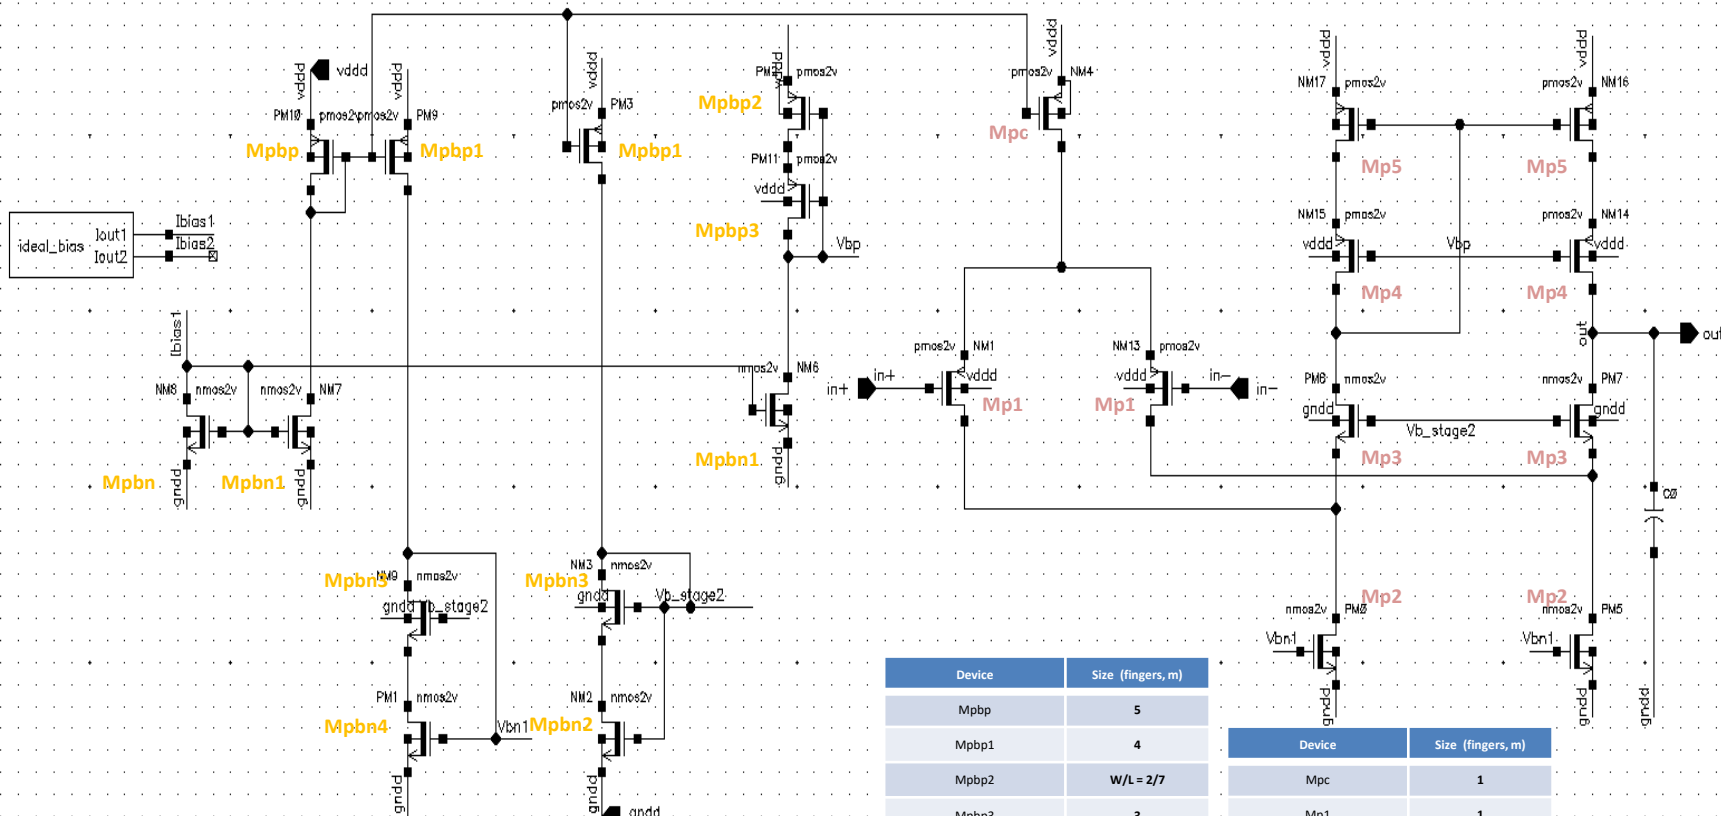 vddd
vddd
vddd
vddd
vddd
vddd
vddd
vddd
PM10
pmos2v
pmos2v
PM9
Mpbp
Mpbp1
pmos2v
PM3
Mpbp1
pmos2v
Mpbp2
PM11
pmos2v
vddd
Mpbp3
Vbp
pmos2v
NM4
Mpc
NM17
pmos2v
pmos2v
NM16
Mp5
Mp5
NM15
pmos2v
pmos2v
NM14
vddd
Vbp
vddd
Mp4
Mp4
ideal_bias
Iout1
Iout2
Ibias1
Ibias2
Ibias1
NM8
nmos2v
nmos2v
NM7
Mpbn
Mpbn1
gndd
gndd
nmos2v
NM6
Mpbn1
gndd
pmos2v
NM1
NM13
pmos2v
in+
in+
vddd
vddd
in-
in-
Mp1
Mp1
out
out
PM6
nmos2v
nmos2v
PM7
gndd
gndd
Vb_stage2
Mp3
Mp3
C0
Mpbn3
NM9
nmos2v
gndd
Vb_stage2
Mpbn3
NM3
nmos2v
gndd
Vb_stage2
PM1
nmos2v
Mpbn4
Vbn1
NM2
nmos2v
Mpbn2
gndd
gndd
gndd
Mp2
Mp2
nmos2v
PM0
nmos2v
PM5
Vbn1
Vbn1
gndd
gndd
gndd
Device Size (fingers, m)
Mpbp 5
Mpbp1 4
Mpbp2 W/L = 2/7
Mpbp3 3
Device Size (fingers, m)
Mpc 1
Mp1 1